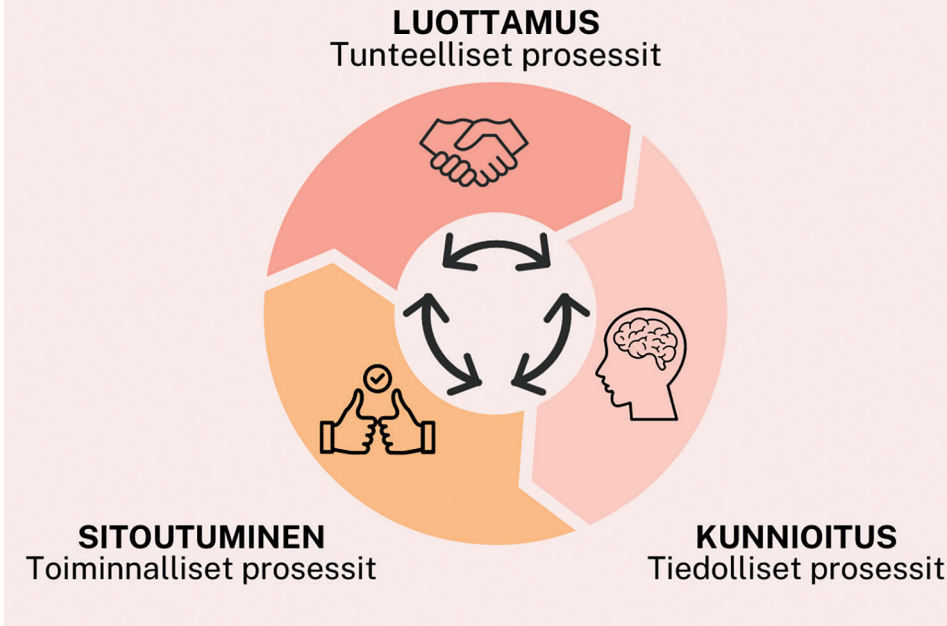 LUOTTAMUS
Tunteelliset prosessit
SITOUTUMINEN
Toiminnalliset prosessit
KUNNIOITUS
Tiedolliset prosessit